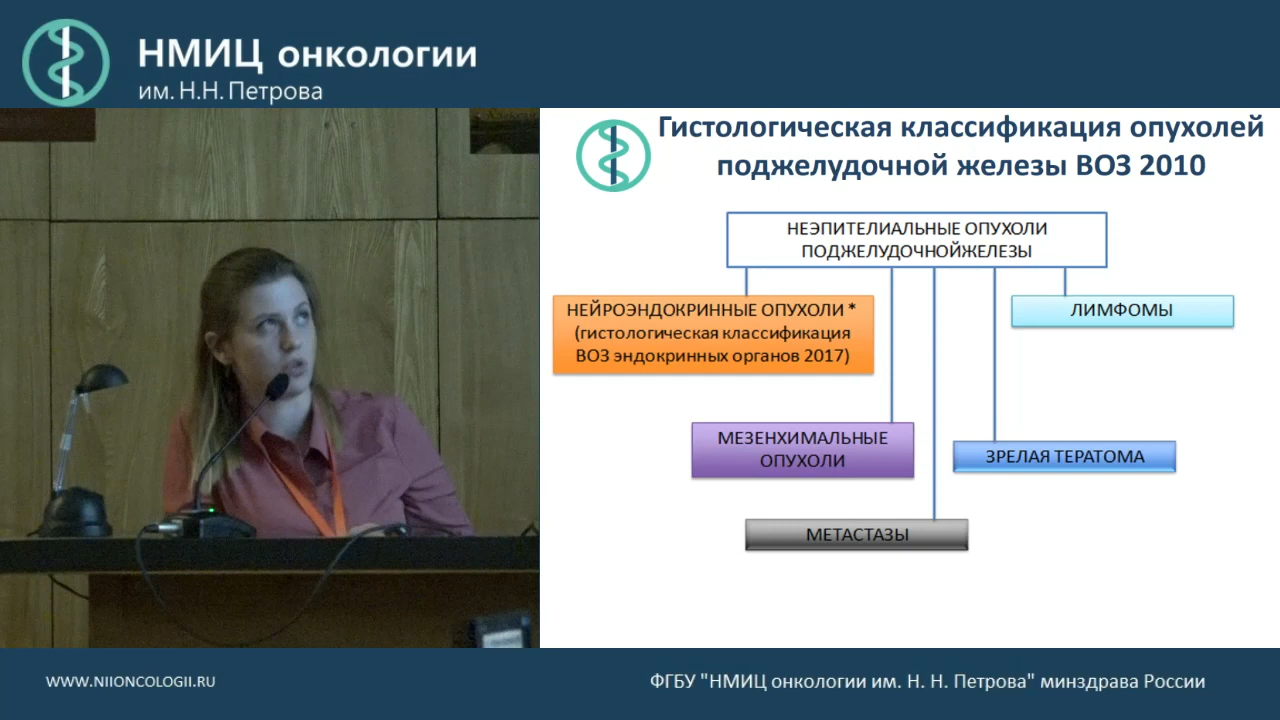 НМИЦ онкологии
им. Н.Н. Петрова
Гистологическая классификация опухолей
поджелудочной железы ВОЗ 2010
НЕЭПИТЕЛИАЛЬНЫЕ ОПУХОЛИ
ПОДЖЕЛУДОЧНОЙЖЕЛЕЗЫ
НЕЙРОЭНДОКРИННЫЕ ОПУХОЛИ *
(гистологическая классификация
ВОЗ эндокринных органов 2017)
ЛИМФОМЫ
МЕЗЕНХИМАЛЬНЫЕ
ОПУХОЛИ
ЗРЕЛАЯ ТЕРАТОМА
МЕТАСТАЗЫ
WWW.NIIONCOLOGII.RU
ФГБУ "НМИЦ онкологии им. Н. Н. Петрова" минздрава России